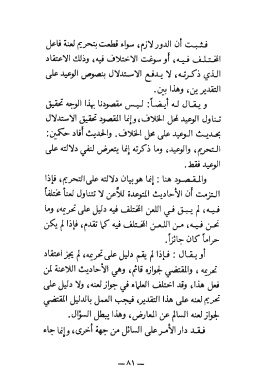 فثبت أن الدور لازم، سواء قطعت بتحريم لعنة فاعل
المختلف فيه، أو سوغت الاختلاف فيه، وذلك الاعتقاد
الذي ذكرته، لا يدفع الاستدلال بنصوص الوعيد على
التقديرين، وهذا بيّن.
ويقال له أيضاً: ليس مقصودنا بهذا الوجه تحقيق
تناول الوعيد لمحل الخلاف، وإنما المقصود تحقيق الاستدلال
بحديث الوعيد على محل الخلاف. والحديث أفاد حكمين:
التحريم، والوعيد، وما ذكرته إنما يتعرض لنفي دلالته على
الوعيد فقط.
والمقصود هنا: إنما هو بيان دلالته على التحريم، فإذا
التزمت أن الأحاديث المتوعدة للاعن لا تتناول لعناً مختلفاً
فيه، لم يبق في اللعن المختلف فيه دليل على تحريمه، وما
نحن فيه، من اللعن المختلف فيه كما تقدم، فإذا لم يكن
حراماً كان جائزاً.
أو يقال: فإذا لم يقم دليل على تحريمه، لم يجز اعتقاد
تحريمه، والمقتضي لجوازه قائم، وهي الأحاديث اللاعنة لمن
فعل هذا، وقد اختلف العلماء في جواز لعنه، ولا دليل على
تحريم لعنه على هذا التقدير، فيجب العمل بالدليل المقتضي
لجواز لعنه السالم عن المعارض، وهذا يبطل السؤال.
فقد دار الأمر على السائل من جهة أخرى، وإنما جاء
— ٨١ —